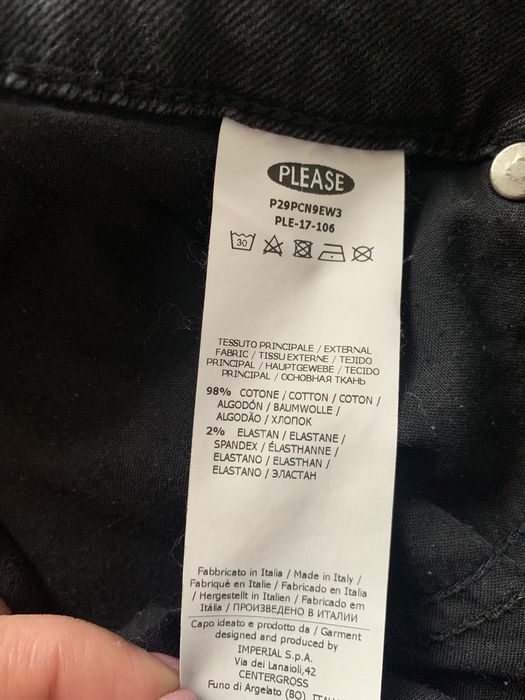 PLEASE
P29PCN9EW3
PLE-17-106
30
TESSUTO PRINCIPALE / EXTERNAL
FABRIC / TISSU EXTERNE / TEJIDO
PRINCIPAL / HAUPTGEWEBE / TECIDO
PRINCIPAL / ОСНОВНАЯ ТКАНЬ
98% COTONE / COTTON / COTON /
ALGODÓN / BAUMWOLLE /
ALGODÃO / ХЛОПОК
2% ELASTAN / ELASTANE /
SPANDEX / ÉLASTHANNE /
ELASTANO / ELASTHAN /
ELASTANO / ЭЛАСТАН
Fabbricato in Italia / Made in Italy /
Fabriqué en Italie / Fabricado en Italia
/ Hergestellt in Italien / Fabricado em
Itália / ПРОИЗВЕДЕНО В ИТАЛИИ
Capo ideato e prodotto da / Garment
designed and produced by
IMPERIAL S.p.A.
Via dei Lanaioli,42
CENTERGROSS
Funo di Argelato (BO) ITALY